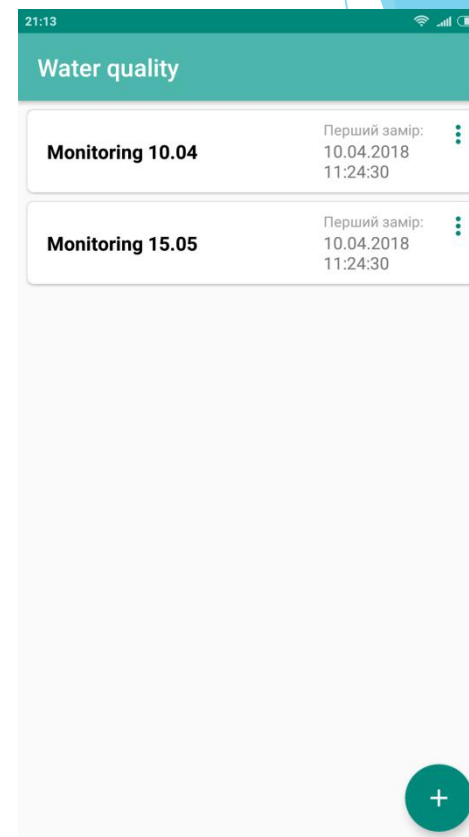 21:13
Water quality
Monitoring 10.04
Перший замір:
10.04.2018
11:24:30
Monitoring 15.05
Перший замір:
10.04.2018
11:24:30
+